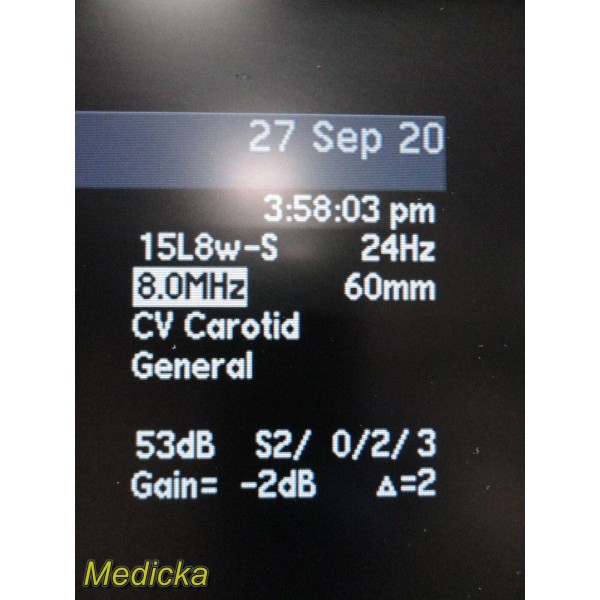 27 Sep 20
3:58:03 pm
15L8w-S 24Hz
8.0MHz 60mm
CV Carotid
General
53dB S2/ 0/2/3
Gain= -2dB Δ=2
Medicka